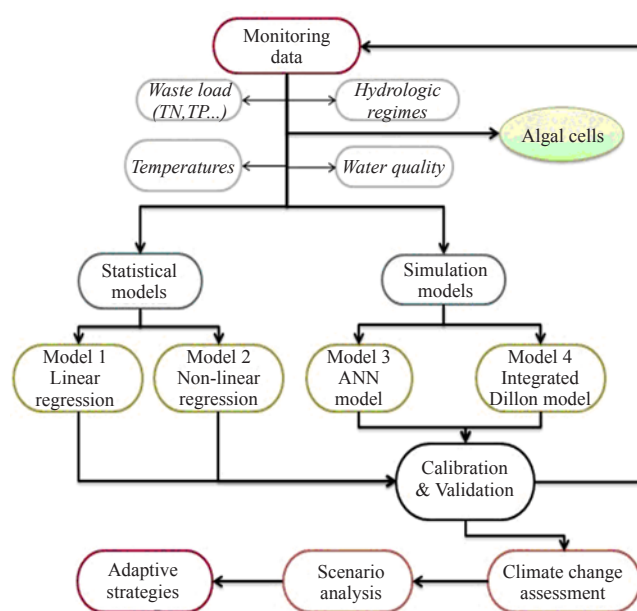 Monitoring
data
Waste load
(TN,TP...)
Hydrologic
regimes
Algal cells
Temperatures
Water quality
Statistical
models
Simulation
models
Model 1
Linear
regression
Model 2
Non-linear
regression
Model 3
ANN
model
Model 4
Integrated
Dillon model
Calibration
& Validation
Adaptive
strategies
Scenario
analysis
Climate change
assessment